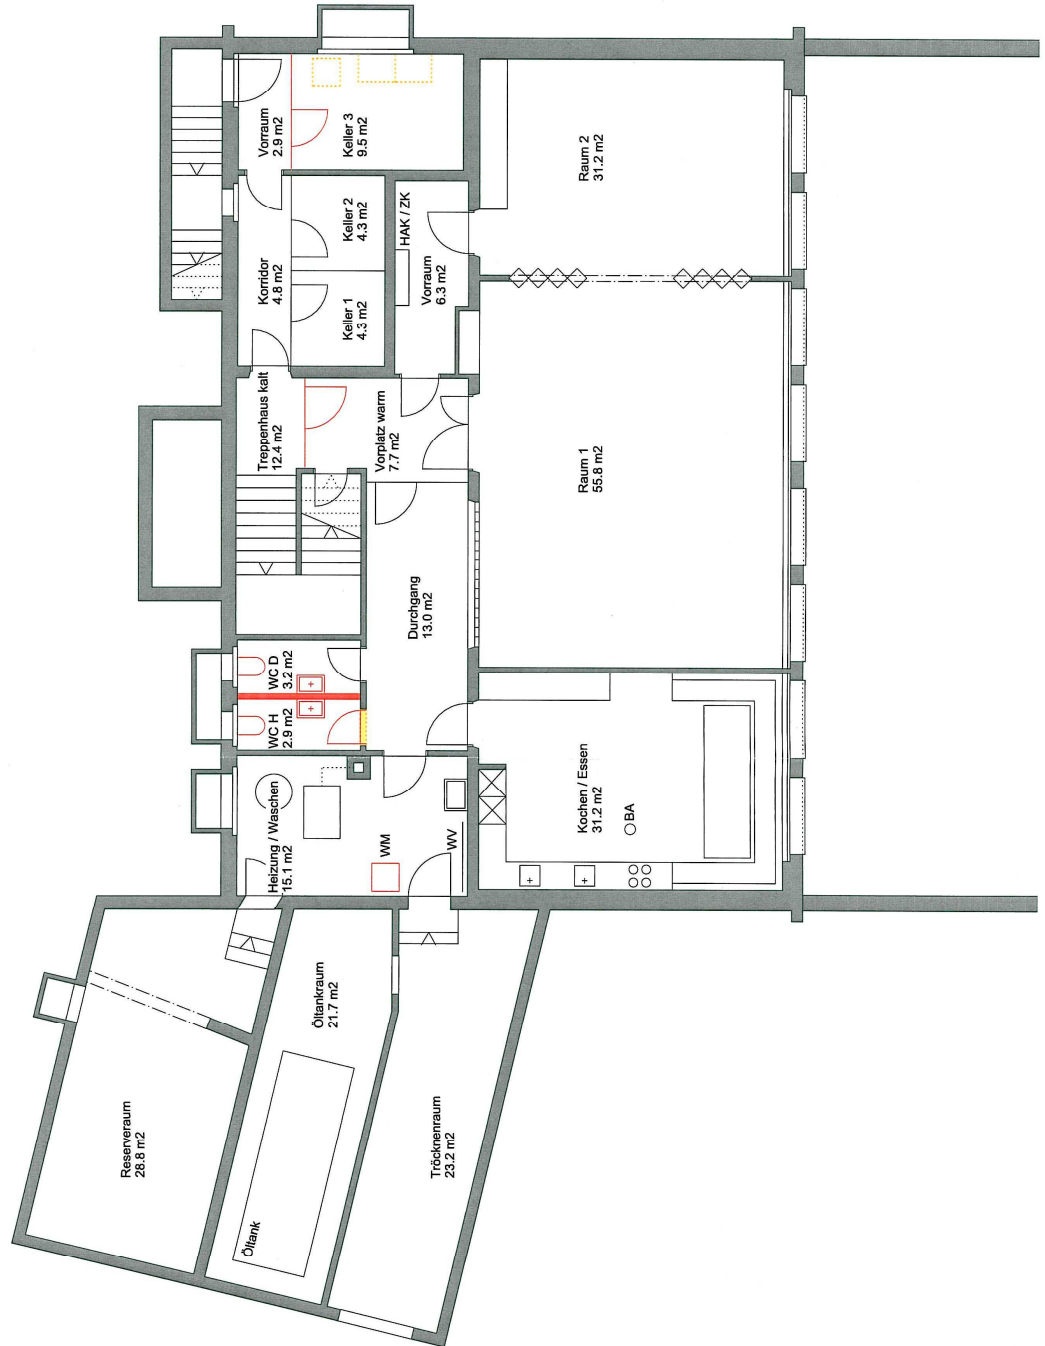 Vorraum
2.9 m2
Keller 3
9.5 m2
Raum 2
31.2 m2
Korridor
4.8 m2
Keller 2
4.3 m2
HAK / ZK
Keller 1
4.3 m2
Vorraum
6.3 m2
Treppenhaus kalt
12.4 m2
Vorplatz warm
7.7 m2
Raum 1
55.8 m2
Durchgang
13.0 m2
WC D
3.2 m2
WC H
2.9 m2
Heizung / Waschen
15.1 m2
WM
WV
Kochen / Essen
31.2 m2
BA
Reserveraum
28.8 m2
Öltankraum
21.7 m2
Öltank
Tröcknenraum
23.2 m2